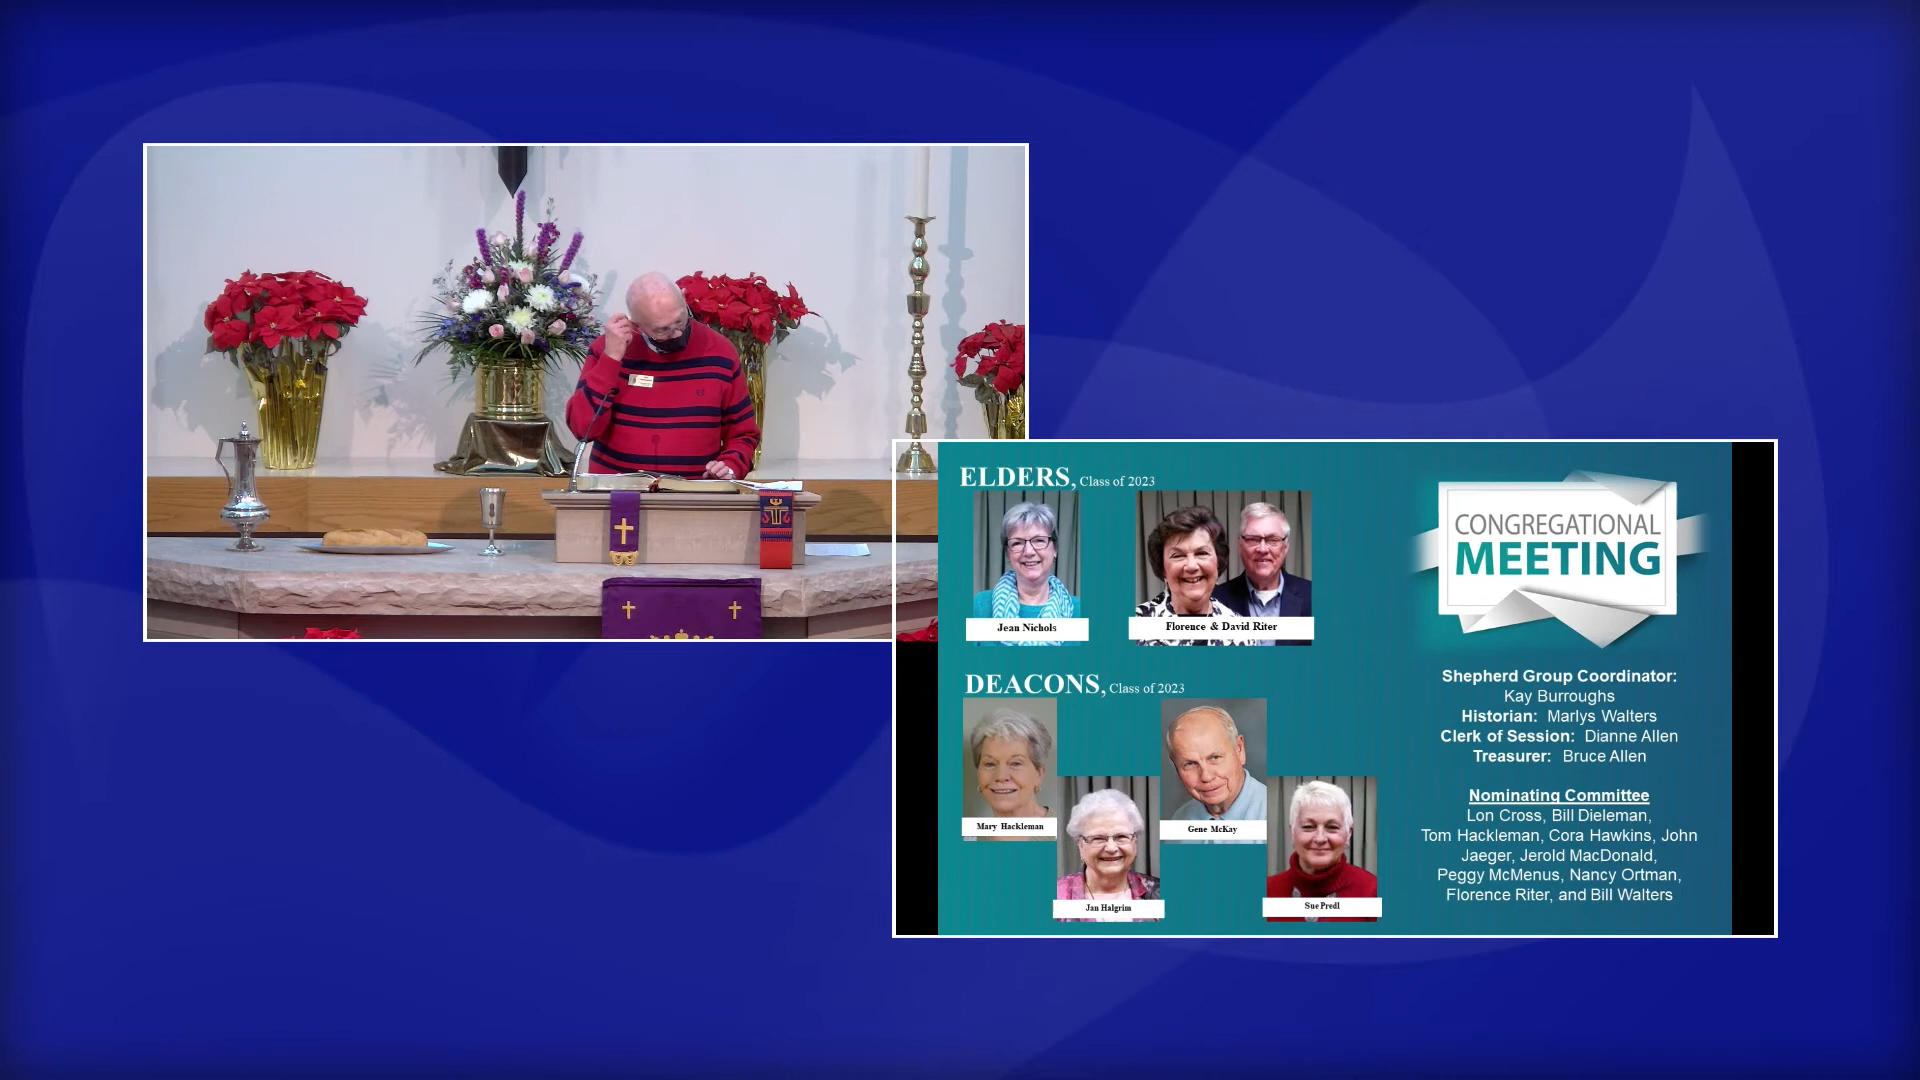 ELDERS, Class of 2023
Jean Nichols
Florence & David Riter
DEACONS, Class of 2023
Mary Hackleman
Jan Halgrim
Gene McKay
Sue Predl
CONGREGATIONAL
MEETING
Shepherd Group Coordinator:
Kay Burroughs
Historian: Marlys Walters
Clerk of Session: Dianne Allen
Treasurer: Bruce Allen
Nominating Committee
Lon Cross, Bill Dieleman,
Tom Hackleman, Cora Hawkins, John
Jaeger, Jerold MacDonald,
Peggy McMenus, Nancy Ortman,
Florence Riter, and Bill Walters